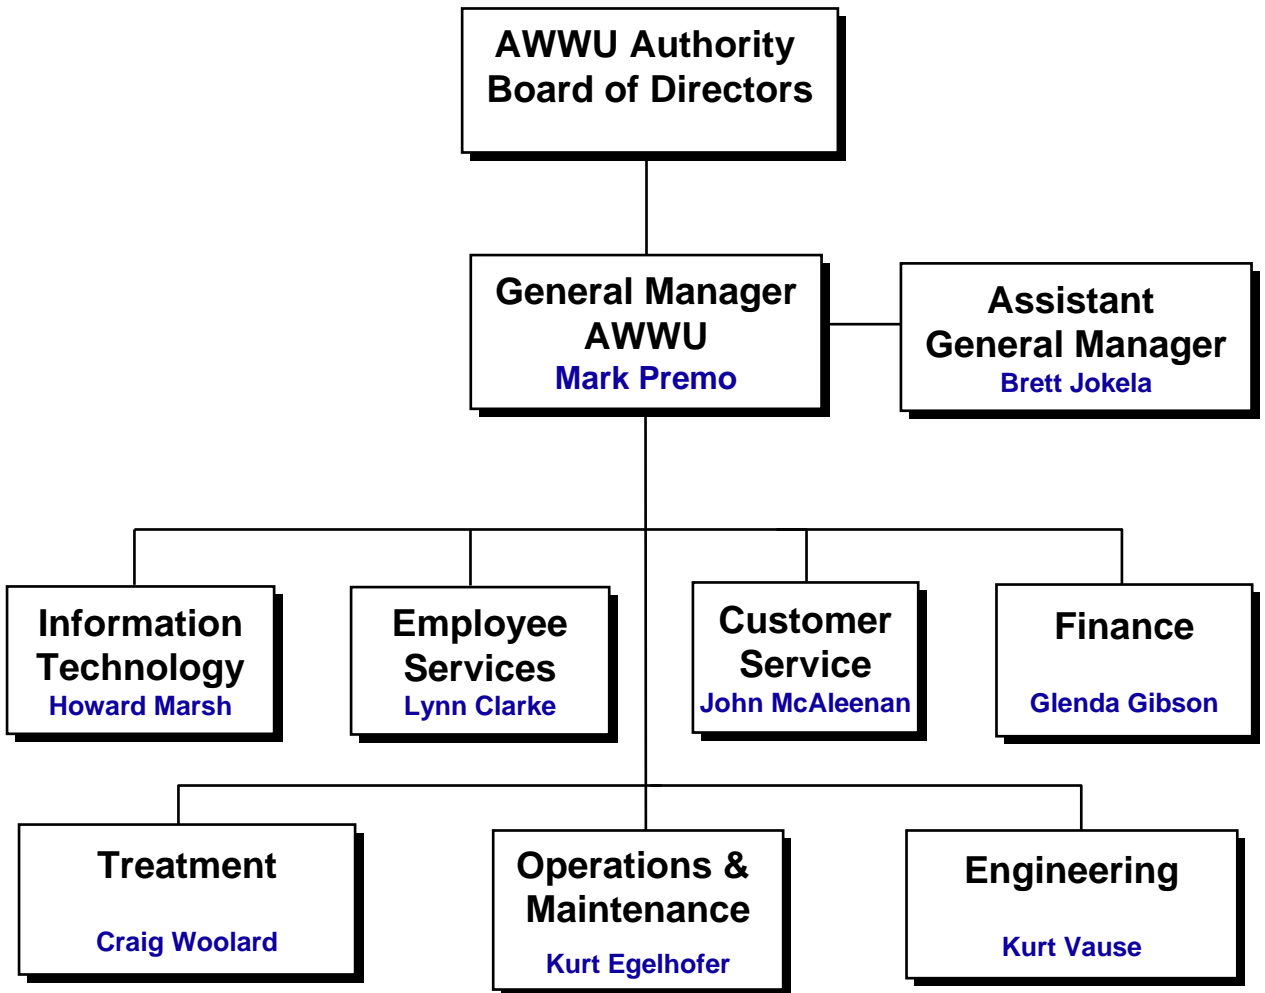 AWWU Authority
Board of Directors
General Manager
AWWU
Mark Premo
Assistant
General Manager
Brett Jokela
Information
Technology
Howard Marsh
Employee
Services
Lynn Clarke
Customer
Service
John McAleenan
Finance
Glenda Gibson
Treatment
Craig Woolard
Operations &
Maintenance
Kurt Egelhofer
Engineering
Kurt Vause